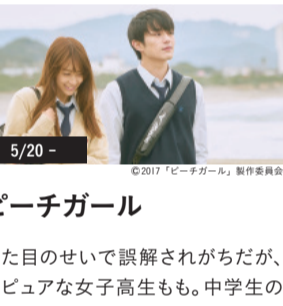 5/20 -
©2017「ピーチガール」製作委員会
ピーチガール
た目のせいで誤解されがちだが、
ピュアな女子高生もも。中学生の